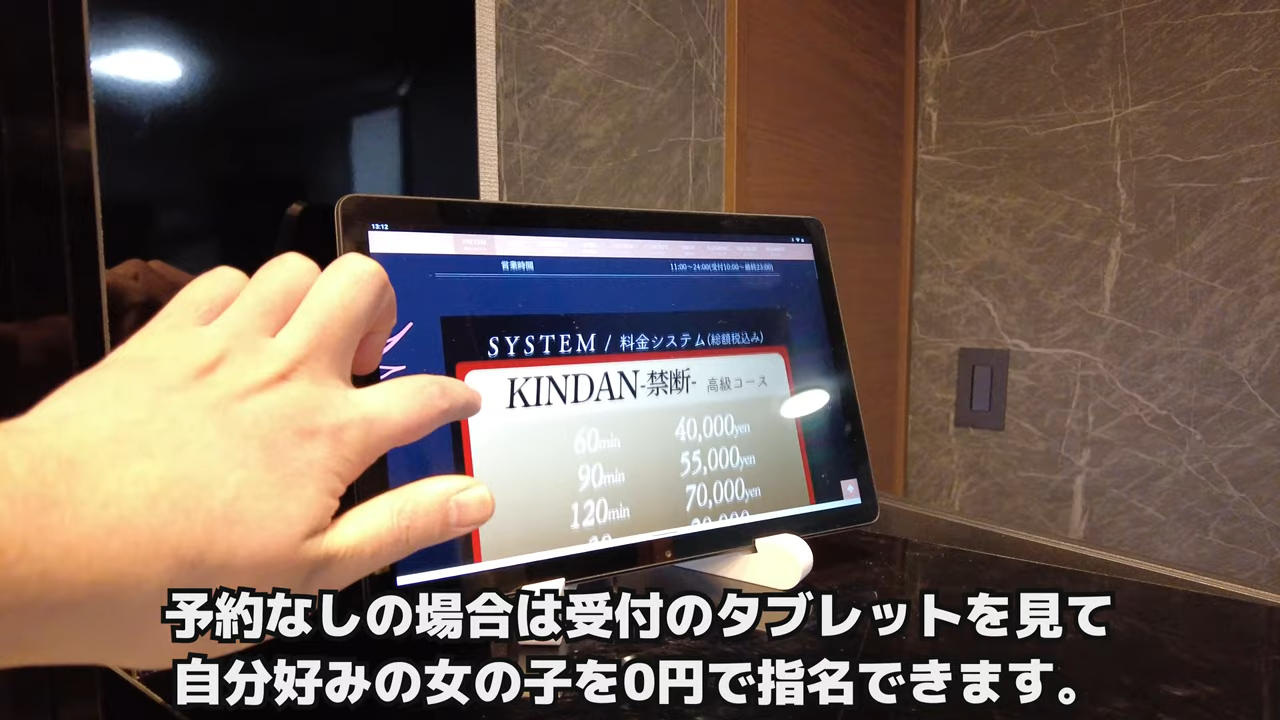 13:12
営業時間
11:00～24:00(受付10:00～最終23:00)
SYSTEM / 料金システム(総額税込み)
KINDAN-禁断- 高級コース
60min 40,000yen
90min 55,000yen
120min 70,000yen
予約なしの場合は受付のタブレットを見て
自分好みの女の子を0円で指名できます。